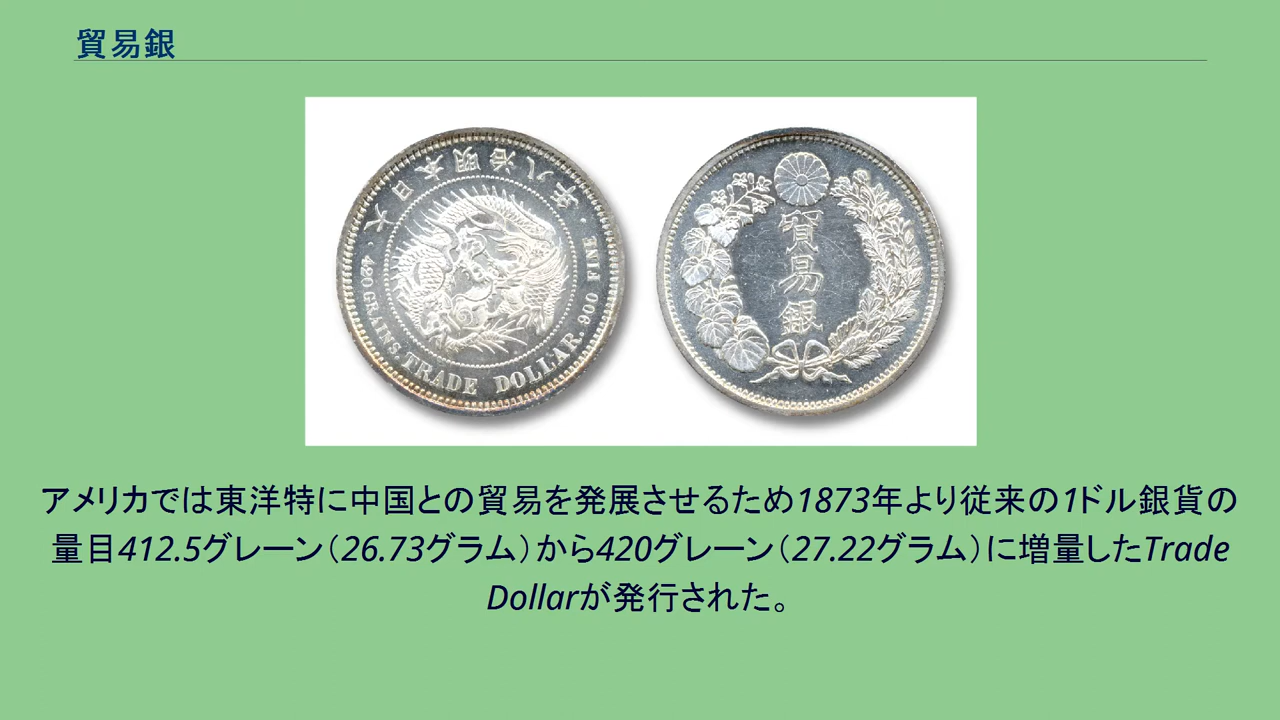 貿易銀
大日本明治八年
420 GRAINS. TRADE DOLLAR. 900 FINE.
貿易銀
アメリカでは東洋特に中国との貿易を発展させるため1873年より従来の1ドル銀貨の
量目412.5グレーン（26.73グラム）から420グレーン（27.22グラム）に増量したTrade
Dollarが発行された。